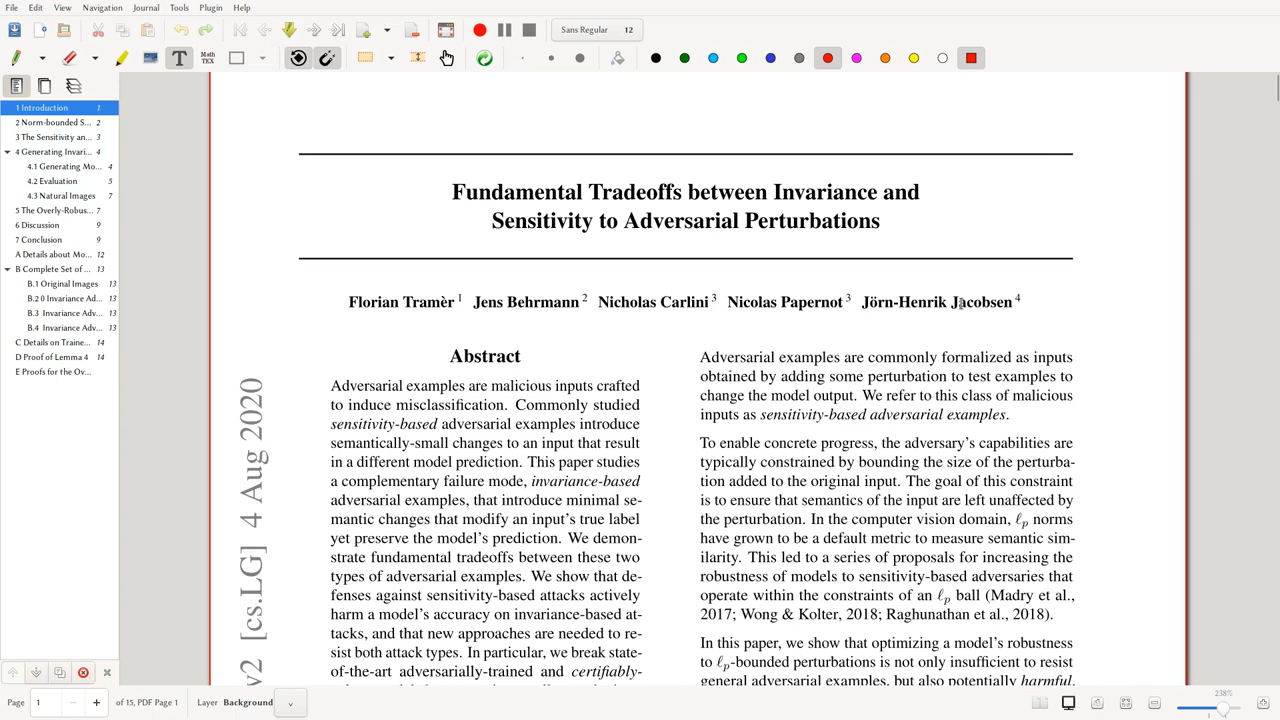 File Edit View Navigation Journal Tools Plugin Help
Sans Regular 12
Math
TEX
1 Introduction 1
2 Norm-bounded S... 2
3 The Sensitivity an... 3
4 Generating Invari... 4
4.1 Generating Mo... 4
4.2 Evaluation 5
4.3 Natural Images 7
5 The Overly-Robus... 7
6 Discussion 9
7 Conclusion 9
A Details about Mo... 12
B Complete Set of ... 13
B.1 Original Images 13
B.2 0 Invariance Ad... 13
B.3 Invariance Adv... 13
B.4 Invariance Adv... 13
C Details on Traine... 14
D Proof of Lemma 4 14
E Proofs for the Ov...
Fundamental Tradeoffs between Invariance and
Sensitivity to Adversarial Perturbations
Florian Tramèr 1 Jens Behrmann 2 Nicholas Carlini 3 Nicolas Papernot 3 Jörn-Henrik Jacobsen 4
v2 [cs.LG] 4 Aug 2020
Abstract
Adversarial examples are malicious inputs crafted
to induce misclassification. Commonly studied
sensitivity-based adversarial examples introduce
semantically-small changes to an input that result
in a different model prediction. This paper studies
a complementary failure mode, invariance-based
adversarial examples, that introduce minimal se-
mantic changes that modify an input's true label
yet preserve the model's prediction. We demon-
strate fundamental tradeoffs between these two
types of adversarial examples. We show that de-
fenses against sensitivity-based attacks actively
harm a model's accuracy on invariance-based at-
tacks, and that new approaches are needed to re-
sist both attack types. In particular, we break state-
of-the-art adversarially-trained and certifiably-
Adversarial examples are commonly formalized as inputs
obtained by adding some perturbation to test examples to
change the model output. We refer to this class of malicious
inputs as sensitivity-based adversarial examples.
To enable concrete progress, the adversary's capabilities are
typically constrained by bounding the size of the perturba-
tion added to the original input. The goal of this constraint
is to ensure that semantics of the input are left unaffected by
the perturbation. In the computer vision domain, ℓp norms
have grown to be a default metric to measure semantic sim-
ilarity. This led to a series of proposals for increasing the
robustness of models to sensitivity-based adversaries that
operate within the constraints of an ℓp ball (Madry et al.,
2017; Wong & Kolter, 2018; Raghunathan et al., 2018).
In this paper, we show that optimizing a model's robustness
to ℓp-bounded perturbations is not only insufficient to resist
general adversarial examples, but also potentially harmful.
Page 1 of 15, PDF Page 1 Layer Background
238%